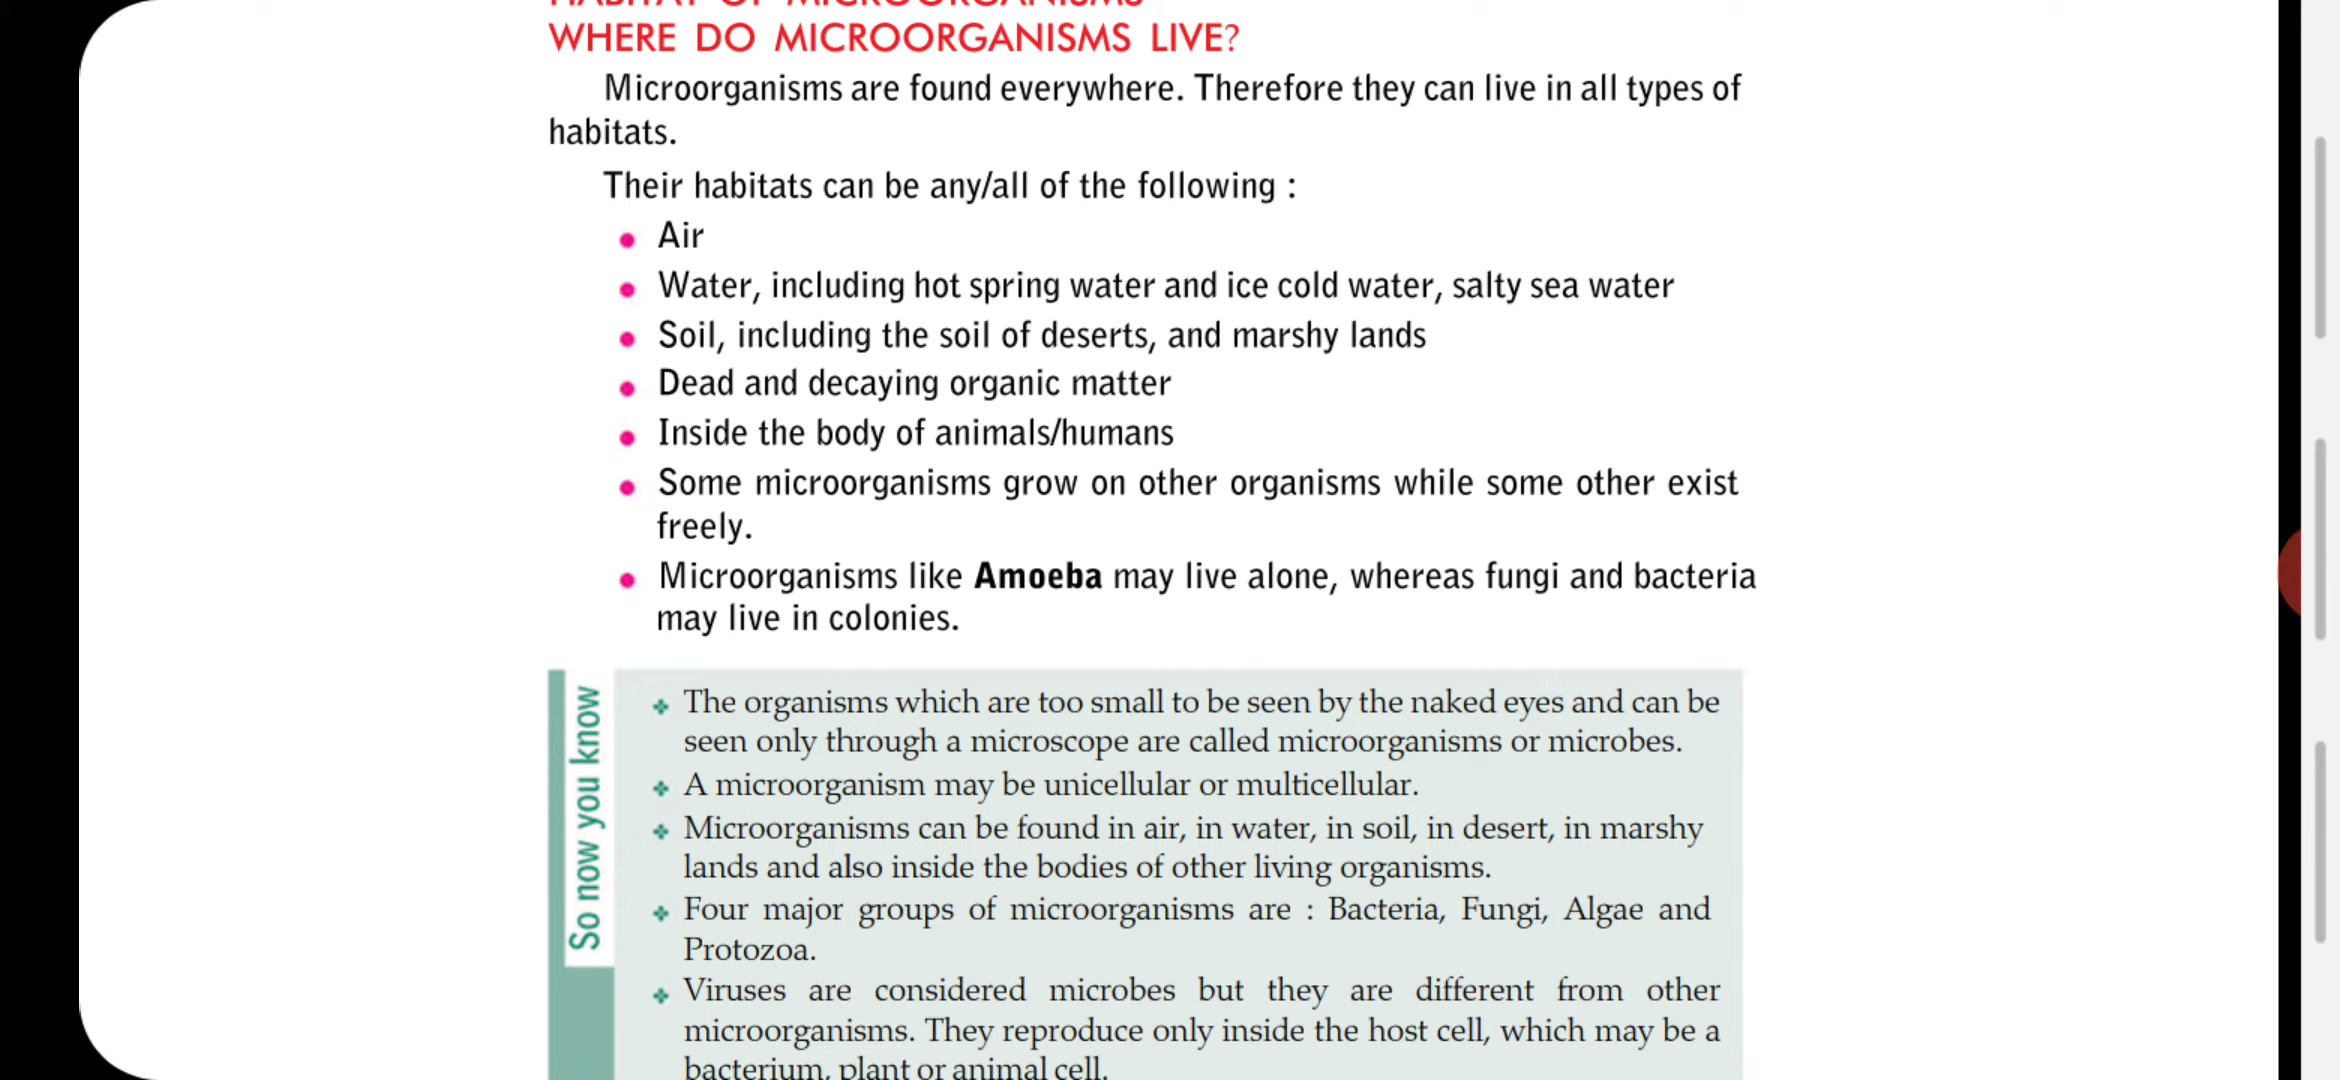 HABITAT OF MICROORGANISMS
WHERE DO MICROORGANISMS LIVE?
Microorganisms are found everywhere. Therefore they can live in all types of
habitats.
Their habitats can be any/all of the following :
• Air
• Water, including hot spring water and ice cold water, salty sea water
• Soil, including the soil of deserts, and marshy lands
• Dead and decaying organic matter
• Inside the body of animals/humans
• Some microorganisms grow on other organisms while some other exist
freely.
• Microorganisms like Amoeba may live alone, whereas fungi and bacteria
may live in colonies.
So now you know
❖ The organisms which are too small to be seen by the naked eyes and can be
seen only through a microscope are called microorganisms or microbes.
❖ A microorganism may be unicellular or multicellular.
❖ Microorganisms can be found in air, in water, in soil, in desert, in marshy
lands and also inside the bodies of other living organisms.
❖ Four major groups of microorganisms are : Bacteria, Fungi, Algae and
Protozoa.
❖ Viruses are considered microbes but they are different from other
microorganisms. They reproduce only inside the host cell, which may be a
bacterium, plant or animal cell.